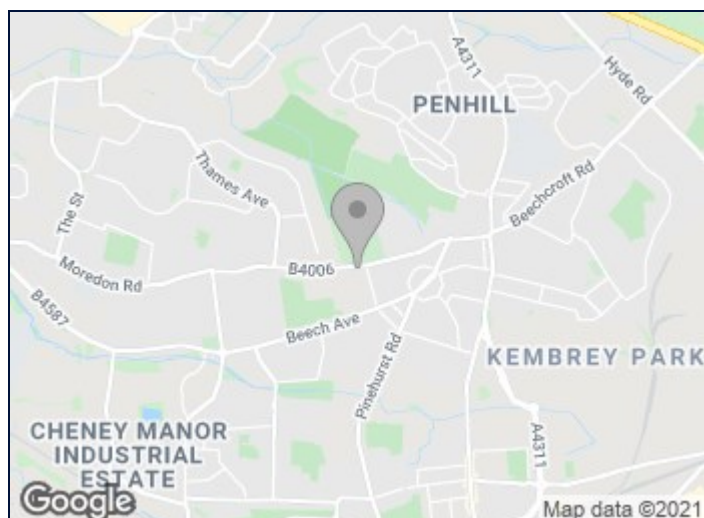 A4311
Hyde Rd
PENHILL
Thames Ave
The St
Beechcroft Rd
Moredon Rd
B4006
B4587
Beech Ave
KEMBREY PARK
Pinehurst Rd
CHENEY MANOR
INDUSTRIAL
ESTATE
A4311
Google
Map data ©2021